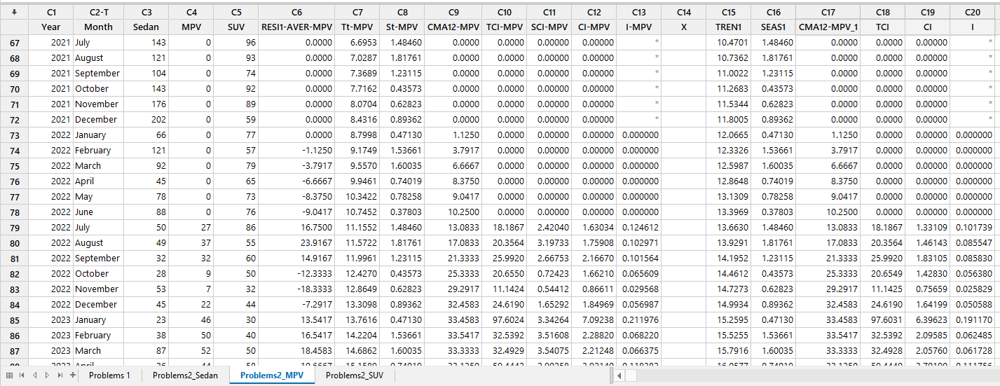 C1 C2-T C3 C4 C5 C6 C7 C8 C9 C10 C11 C12 C13 C14 C15 C16 C17 C18 C19 C20
Year Month Sedan MPV SUV RESI1-AVER-MPV Tt-MPV St-MPV CMA12-MPV TCI-MPV SCI-MPV CI-MPV I-MPV X TREN1 SEAS1 CMA12-MPV_1 TCI CI I
67 2021 July 143 0 96 0.0000 6.6953 1.48460 0.0000 0.0000 0.00000 0.00000 * 10.4701 1.48460 0.0000 0.0000 0.00000 *
68 2021 August 121 0 93 0.0000 7.0287 1.81761 0.0000 0.0000 0.00000 0.00000 * 10.7362 1.81761 0.0000 0.0000 0.00000 *
69 2021 September 104 0 74 0.0000 7.3689 1.23115 0.0000 0.0000 0.00000 0.00000 * 11.0022 1.23115 0.0000 0.0000 0.00000 *
70 2021 October 143 0 92 0.0000 7.7162 0.43573 0.0000 0.0000 0.00000 0.00000 * 11.2683 0.43573 0.0000 0.0000 0.00000 *
71 2021 November 176 0 89 0.0000 8.0704 0.62823 0.0000 0.0000 0.00000 0.00000 * 11.5344 0.62823 0.0000 0.0000 0.00000 *
72 2021 December 202 0 59 0.0000 8.4316 0.89362 0.0000 0.0000 0.00000 0.00000 * 11.8005 0.89362 0.0000 0.0000 0.00000 *
73 2022 January 66 0 77 0.0000 8.7998 0.47130 1.1250 0.0000 0.00000 0.00000 0.000000 12.0665 0.47130 1.1250 0.0000 0.00000 0.000000
74 2022 February 121 0 57 -1.1250 9.1749 1.53661 3.7917 0.0000 0.00000 0.00000 0.000000 12.3326 1.53661 3.7917 0.0000 0.00000 0.000000
75 2022 March 92 0 79 -3.7917 9.5570 1.60035 6.6667 0.0000 0.00000 0.00000 0.000000 12.5987 1.60035 6.6667 0.0000 0.00000 0.000000
76 2022 April 45 0 65 -6.6667 9.9461 0.74019 8.3750 0.0000 0.00000 0.00000 0.000000 12.8648 0.74019 8.3750 0.0000 0.00000 0.000000
77 2022 May 78 0 73 -8.3750 10.3422 0.78258 9.0417 0.0000 0.00000 0.00000 0.000000 13.1309 0.78258 9.0417 0.0000 0.00000 0.000000
78 2022 June 88 0 76 -9.0417 10.7452 0.37803 10.2500 0.0000 0.00000 0.00000 0.000000 13.3969 0.37803 10.2500 0.0000 0.00000 0.000000
79 2022 July 50 27 86 16.7500 11.1552 1.48460 13.0833 18.1867 2.42040 1.63034 0.124612 13.6630 1.48460 13.0833 18.1867 1.33109 0.101739
80 2022 August 49 37 55 23.9167 11.5722 1.81761 17.0833 20.3564 3.19733 1.75908 0.102971 13.9291 1.81761 17.0833 20.3564 1.46143 0.085547
81 2022 September 32 32 60 14.9167 11.9961 1.23115 21.3333 25.9920 2.66753 2.16670 0.101564 14.1952 1.23115 21.3333 25.9920 1.83105 0.085830
82 2022 October 28 9 50 -12.3333 12.4270 0.43573 25.3333 20.6550 0.72423 1.66210 0.065609 14.4612 0.43573 25.3333 20.6549 1.42830 0.056380
83 2022 November 53 7 32 -18.3333 12.8649 0.62823 29.2917 11.1424 0.54412 0.86611 0.029568 14.7273 0.62823 29.2917 11.1425 0.75659 0.025829
84 2022 December 45 22 44 -7.2917 13.3098 0.89362 32.4583 24.6190 1.65292 1.84969 0.056987 14.9934 0.89362 32.4583 24.6190 1.64199 0.050588
85 2023 January 23 46 30 13.5417 13.7616 0.47130 33.4583 97.6024 3.34264 7.09238 0.211976 15.2595 0.47130 33.4583 97.6031 6.39623 0.191170
86 2023 February 38 50 40 16.5417 14.2204 1.53661 33.5417 32.5392 3.51608 2.28820 0.068220 15.5255 1.53661 33.5417 32.5392 2.09585 0.062485
87 2023 March 87 52 50 18.4583 14.6862 1.60035 33.3333 32.4929 3.54075 2.21248 0.066375 15.7916 1.60035 33.3333 32.4928 2.05760 0.061728
Problems 1 Problems2_Sedan Problems2_MPV Problems2_SUV